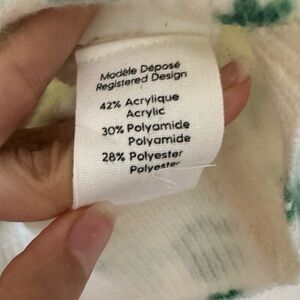 Modèle Déposé
Registered Design
42% Acrylique
Acrylic
30% Polyamide
Polyamide
28% Polyester
Polyester